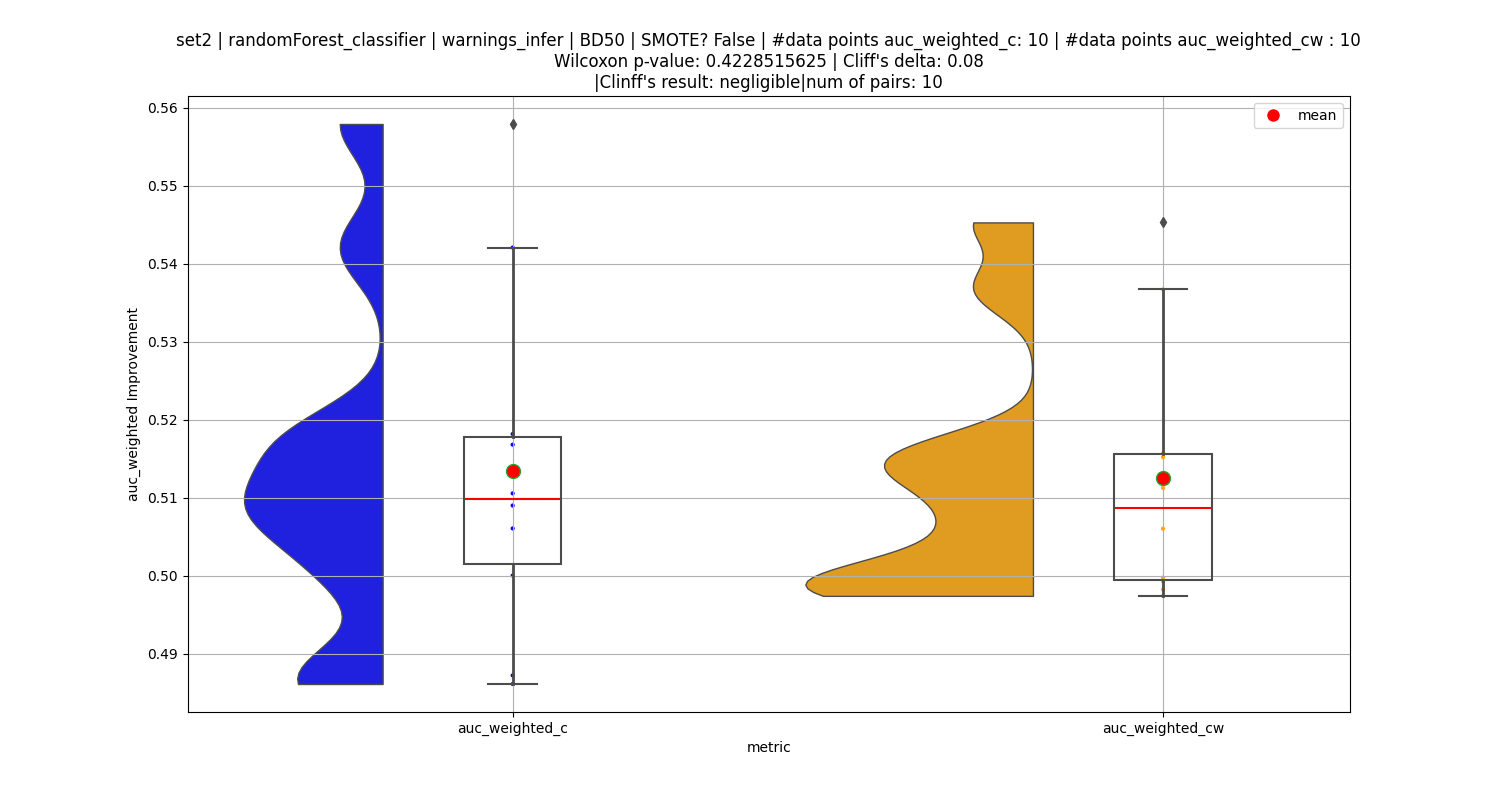 set2 | randomForest_classifier | warnings_infer | BD50 | SMOTE? False | #data points auc_weighted_c: 10 | #data points auc_weighted_cw : 10
Wilcoxon p-value: 0.4228515625 | Cliff's delta: 0.08
|Clinff's result: negligible|num of pairs: 10
mean
0.56
0.55
0.54
0.53
0.52
0.51
0.50
0.49
auc_weighted Improvement
auc_weighted_c
auc_weighted_cw
metric